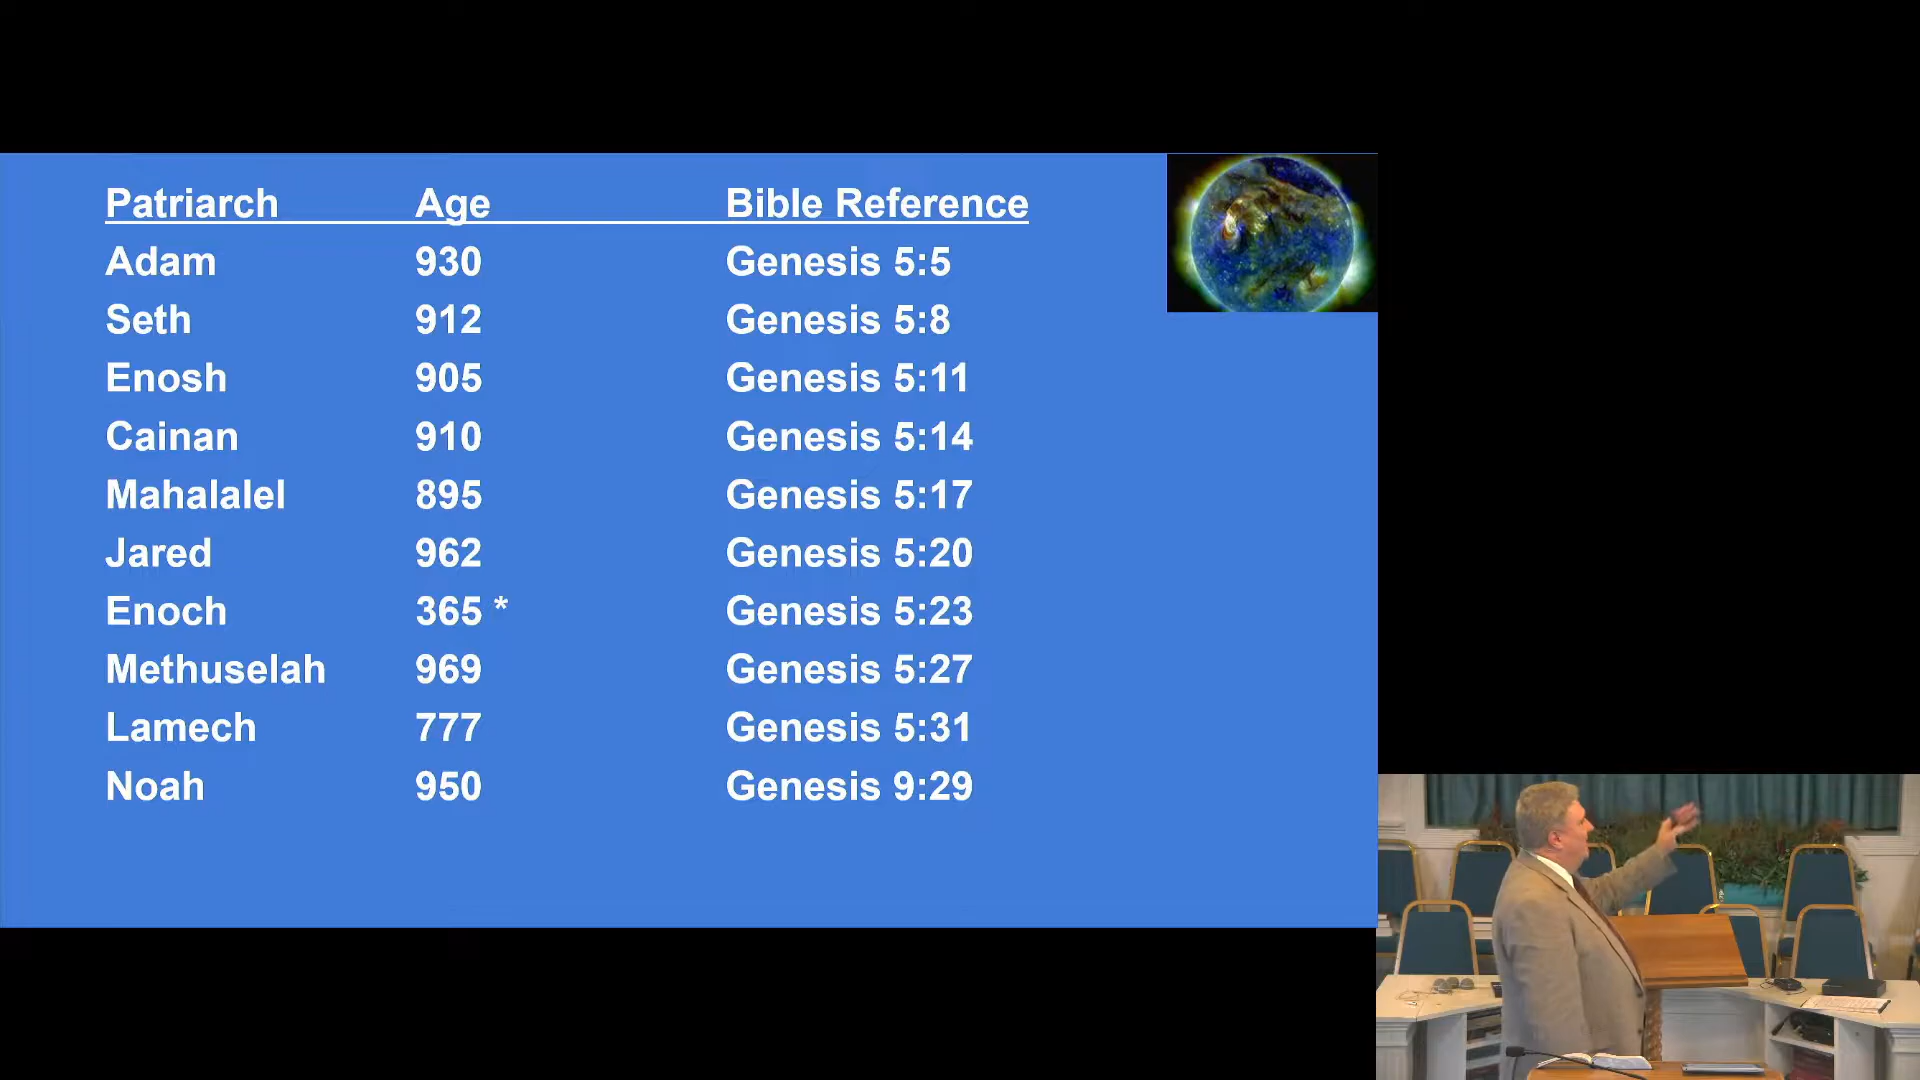 Patriarch Age Bible Reference
Adam 930 Genesis 5:5
Seth 912 Genesis 5:8
Enosh 905 Genesis 5:11
Cainan 910 Genesis 5:14
Mahalalel 895 Genesis 5:17
Jared 962 Genesis 5:20
Enoch 365 * Genesis 5:23
Methuselah 969 Genesis 5:27
Lamech 777 Genesis 5:31
Noah 950 Genesis 9:29